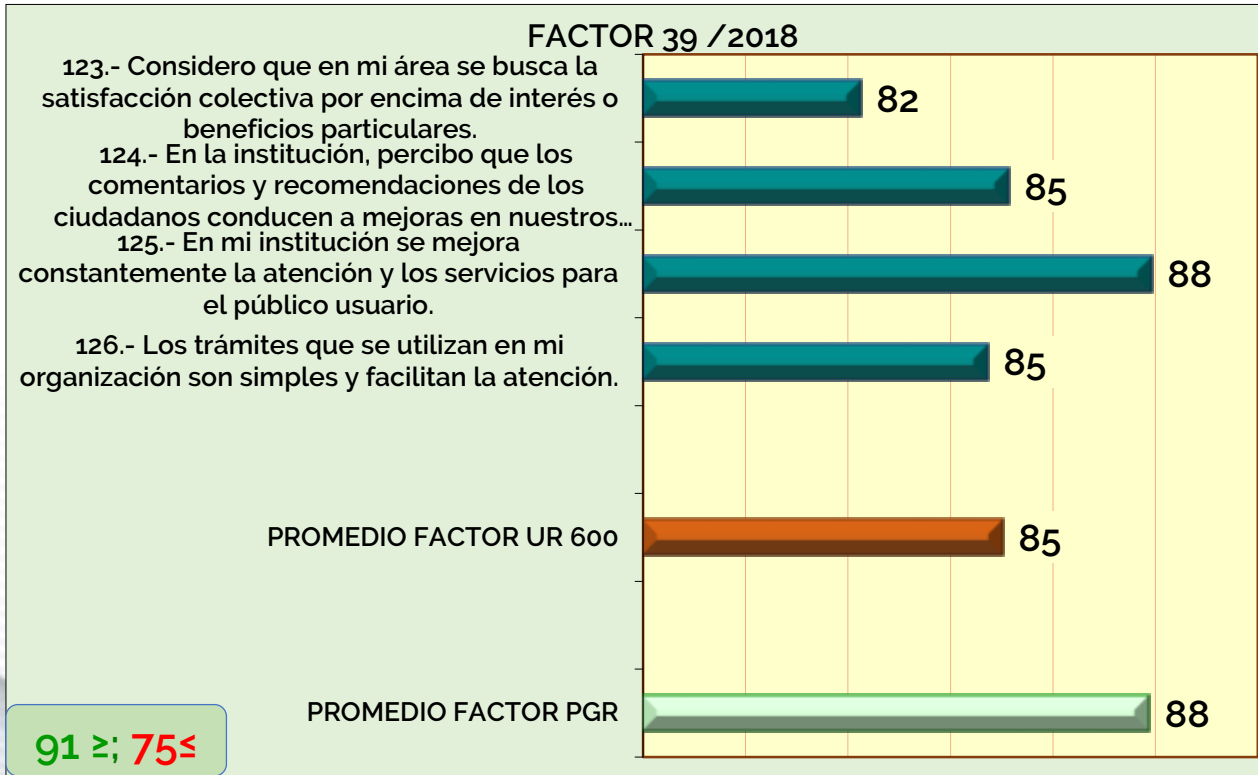 FACTOR 39 /2018
123.- Considero que en mi área se busca la
satisfacción colectiva por encima de interés o
beneficios particulares.
82
124.- En la institución, percibo que los
comentarios y recomendaciones de los
ciudadanos conducen a mejoras en nuestros...
85
125.- En mi institución se mejora
constantemente la atención y los servicios para
el público usuario.
88
126.- Los trámites que se utilizan en mi
organización son simples y facilitan la atención.
85
PROMEDIO FACTOR UR 600
85
PROMEDIO FACTOR PGR
88
91 ≥; 75≤